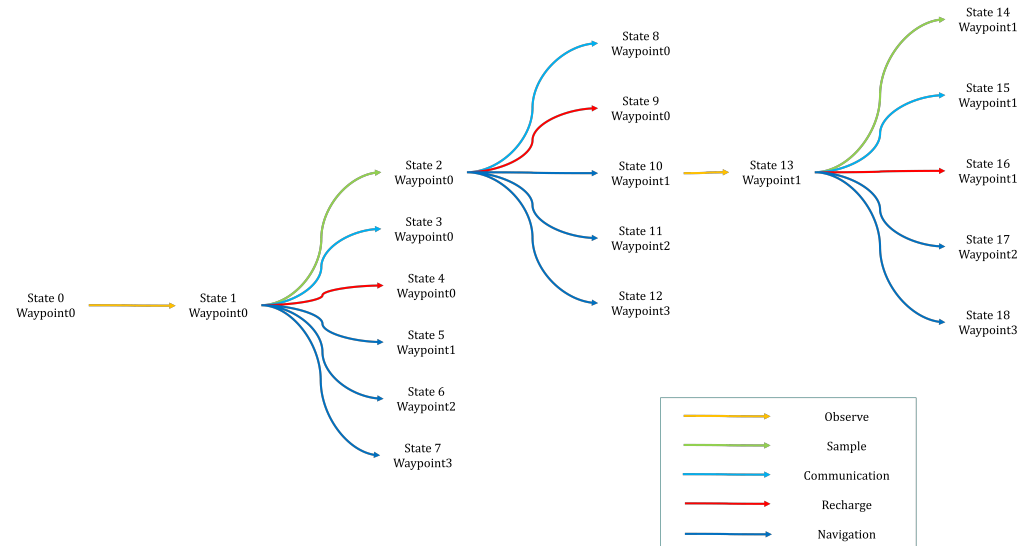 State 0
Waypoint0
State 1
Waypoint0
State 2
Waypoint0
State 3
Waypoint0
State 4
Waypoint0
State 5
Waypoint1
State 6
Waypoint2
State 7
Waypoint3
State 8
Waypoint0
State 9
Waypoint0
State 10
Waypoint1
State 11
Waypoint2
State 12
Waypoint3
State 13
Waypoint1
State 14
Waypoint1
State 15
Waypoint1
State 16
Waypoint1
State 17
Waypoint2
State 18
Waypoint3
Observe
Sample
Communication
Recharge
Navigation